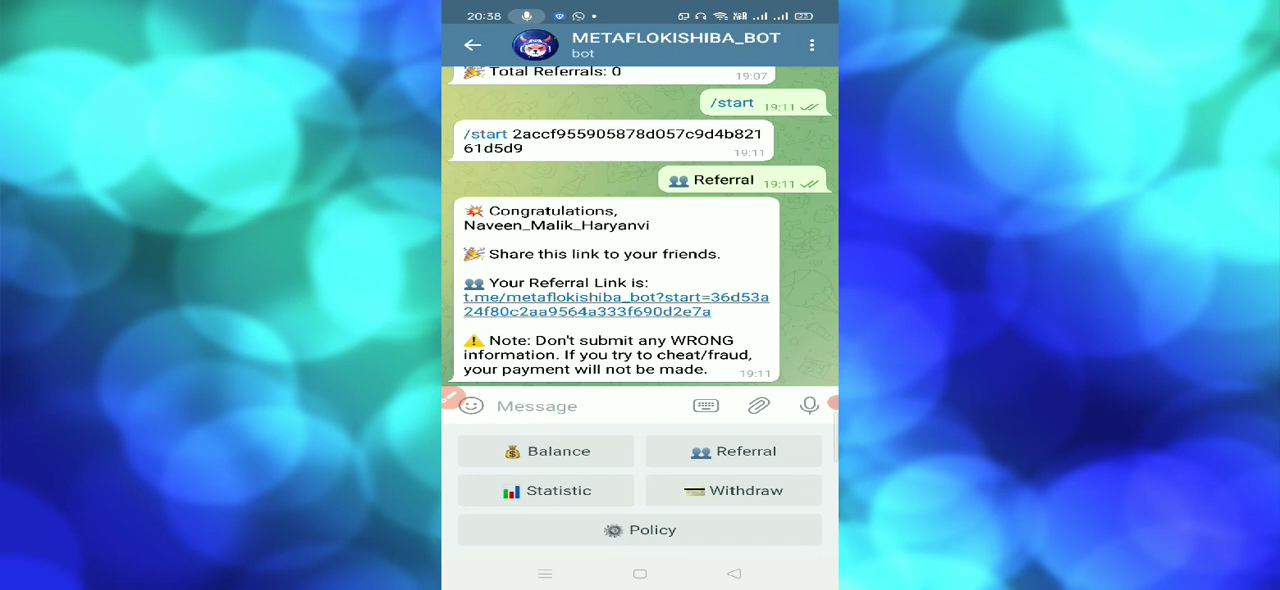 20:38
METAFLOKISHIBA_BOT
bot
Total Referrals: 0
19:07
/start 19:11
/start 2accf955905878d057c9d4b821
61d5d9 19:11
Referral 19:11
Congratulations,
Naveen_Malik_Haryanvi
Share this link to your friends.
Your Referral Link is:
t.me/metaflokishiba_bot?start=36d53a
24f80c2aa9564a333f690d2e7a
Note: Don't submit any WRONG
information. If you try to cheat/fraud,
your payment will not be made. 19:11
Message
Balance
Referral
Statistic
Withdraw
Policy